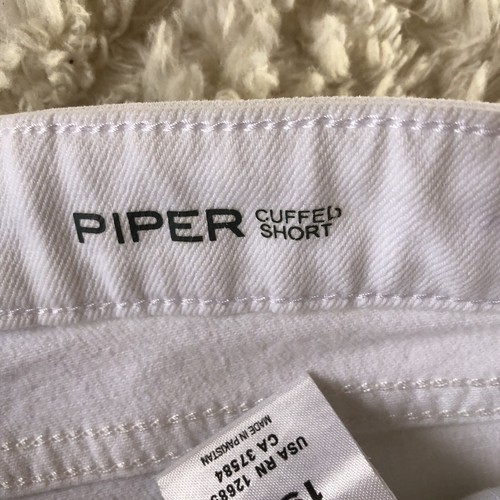 PIPER CUFFED
SHORT
MADE IN PAKISTAN
USA RN
CA 37584